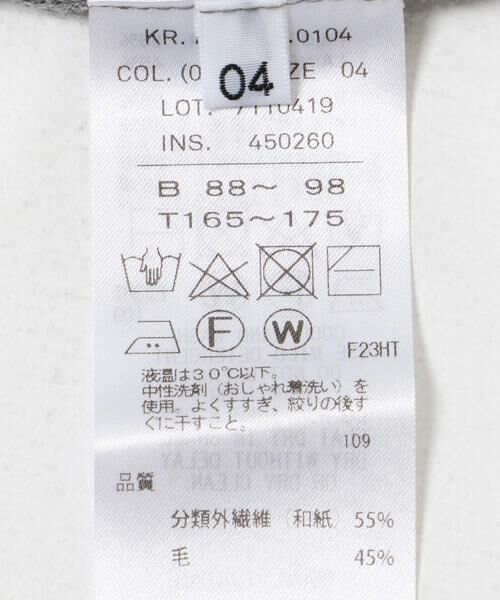 KR. .0104
COL. (0 ZE 04
04
LOT. 7110419
INS. 450260
B 88～ 98
T165～175
F W
F23HT
液温は30℃以下。
中性洗剤（おしゃれ着洗い）を
使用。よくすすぎ、絞りの後す
ぐに干すこと。
109
品質
分類外繊維（和紙）55%
毛 45%